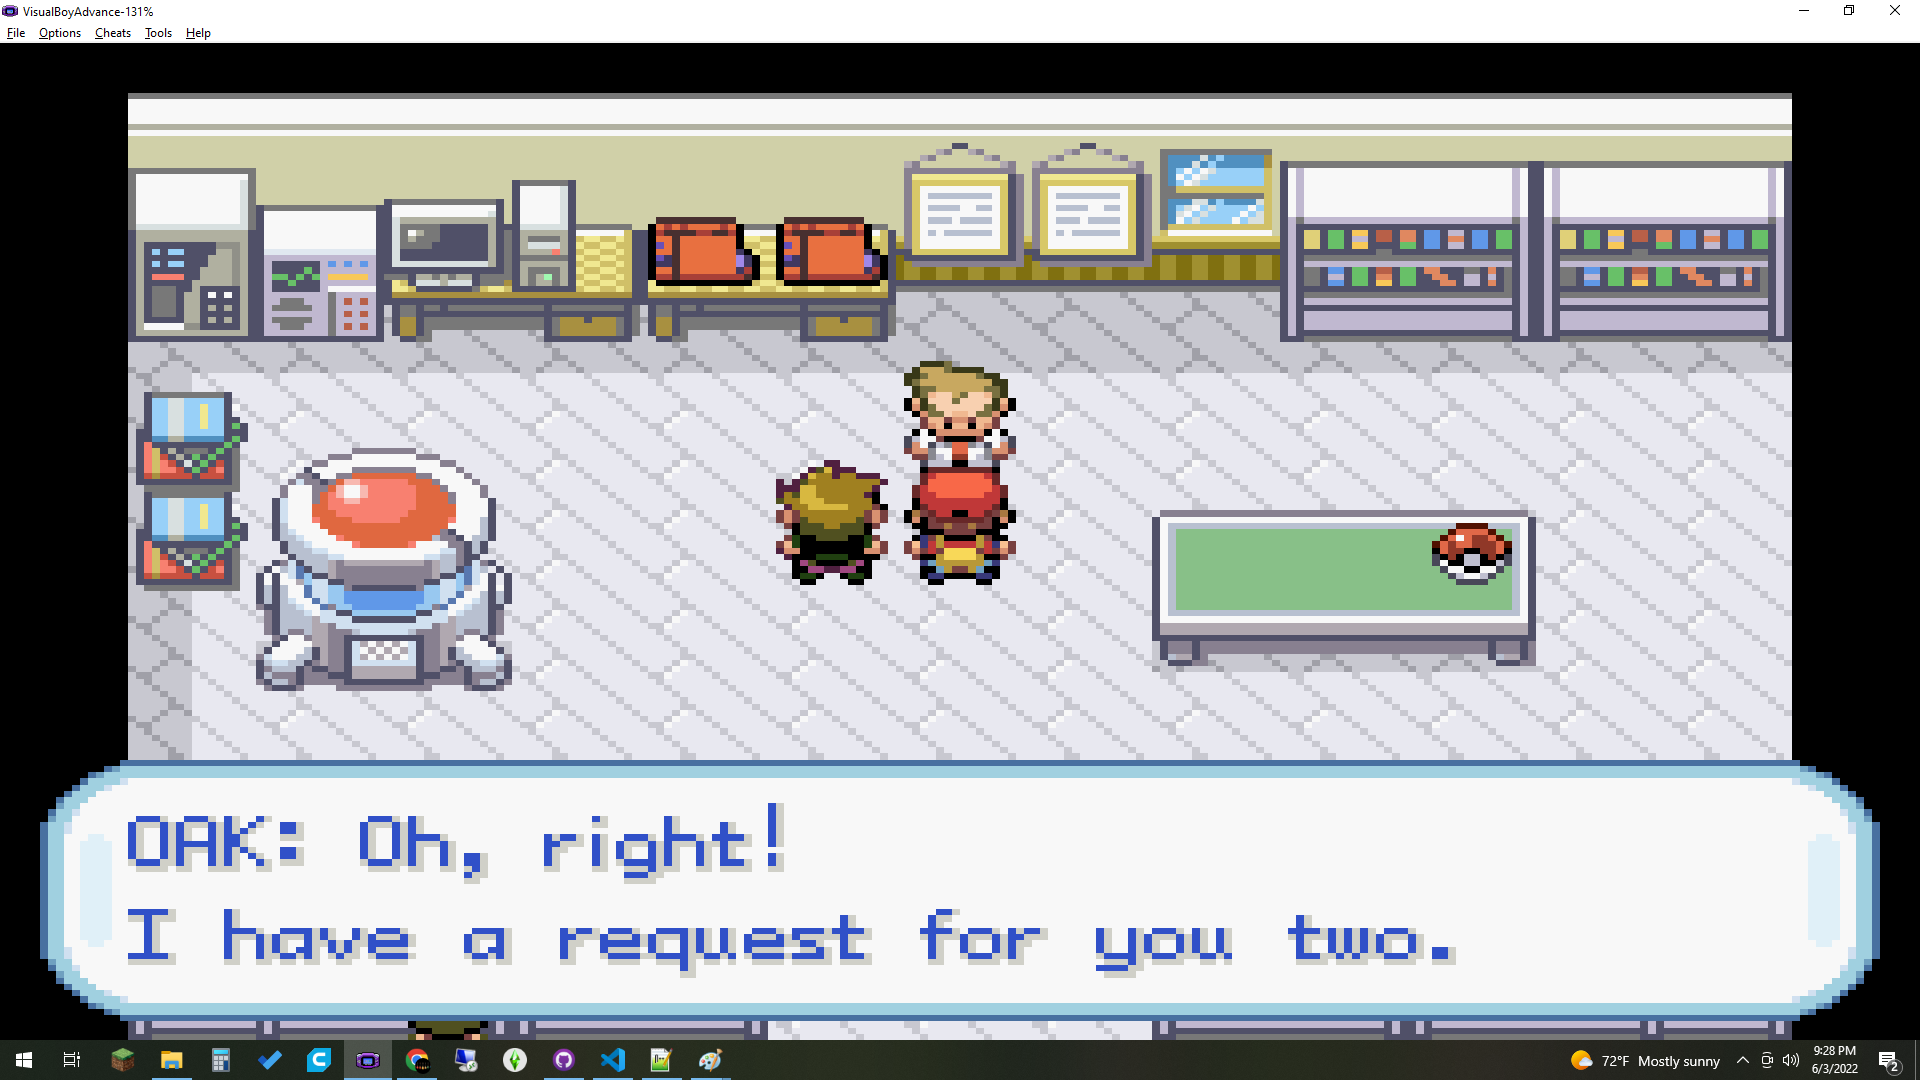 VisualBoyAdvance-131%
File Options Cheats Tools Help
OAK: Oh, right!
I have a request for you two.
72°F Mostly sunny
9:28 PM
6/3/2022
2